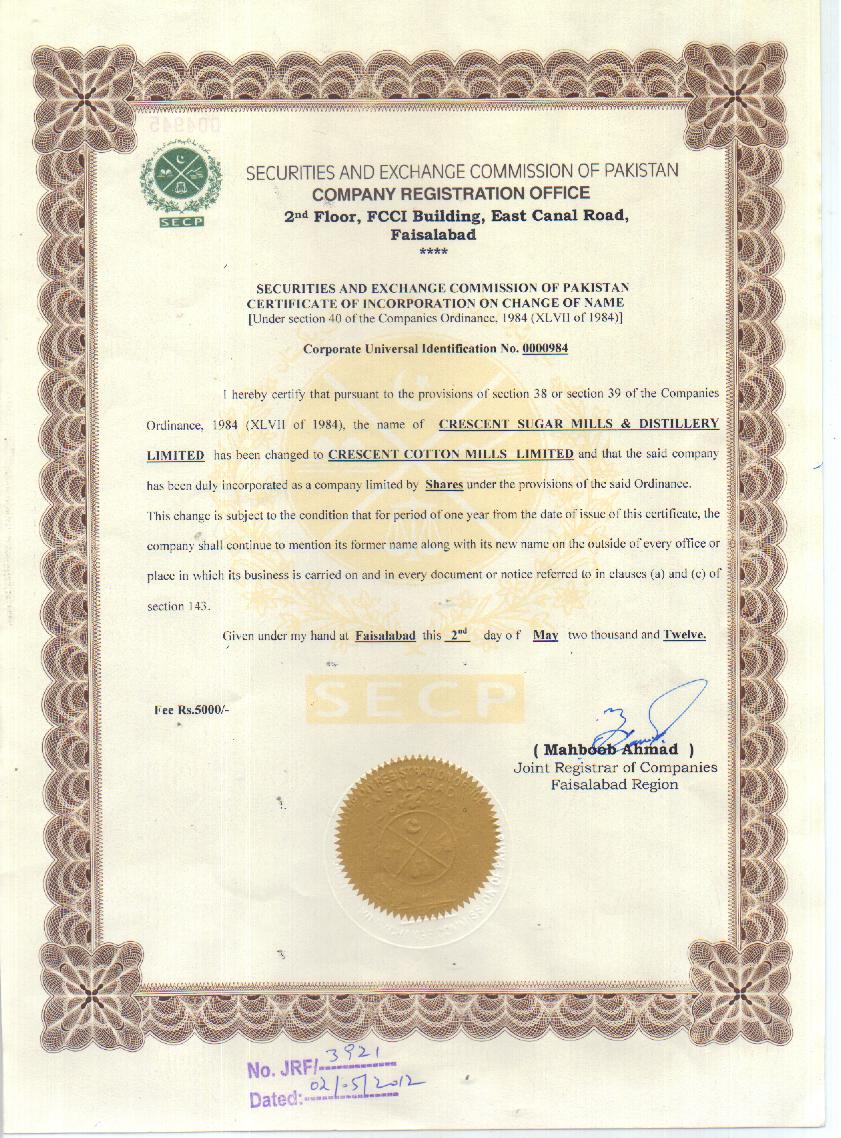 SECP
SECURITIES AND EXCHANGE COMMISSION OF PAKISTAN
COMPANY REGISTRATION OFFICE
2nd Floor, FCCI Building, East Canal Road,
Faisalabad
****
SECURITIES AND EXCHANGE COMMISSION OF PAKISTAN
CERTIFICATE OF INCORPORATION ON CHANGE OF NAME
[Under section 40 of the Companies Ordinance, 1984 (XLVII of 1984)]
Corporate Universal Identification No. 0000984
I hereby certify that pursuant to the provisions of section 38 or section 39 of the Companies
Ordinance, 1984 (XLVII of 1984), the name of CRESCENT SUGAR MILLS & DISTILLERY
LIMITED has been changed to CRESCENT COTTON MILLS LIMITED and that the said company
has been duly incorporated as a company limited by Shares under the provisions of the said Ordinance.
This change is subject to the condition that for period of one year from the date of issue of this certificate, the
company shall continue to mention its former name along with its new name on the outside of every office or
place in which its business is carried on and in every document or notice referred to in clauses (a) and (c) of
section 143.
Given under my hand at Faisalabad this 2nd day of May two thousand and Twelve.
SECP
Fee Rs.5000/-
( Mahboob Ahmad )
Joint Registrar of Companies
Faisalabad Region
No. JRF/3921
Dated: 02/05/2012